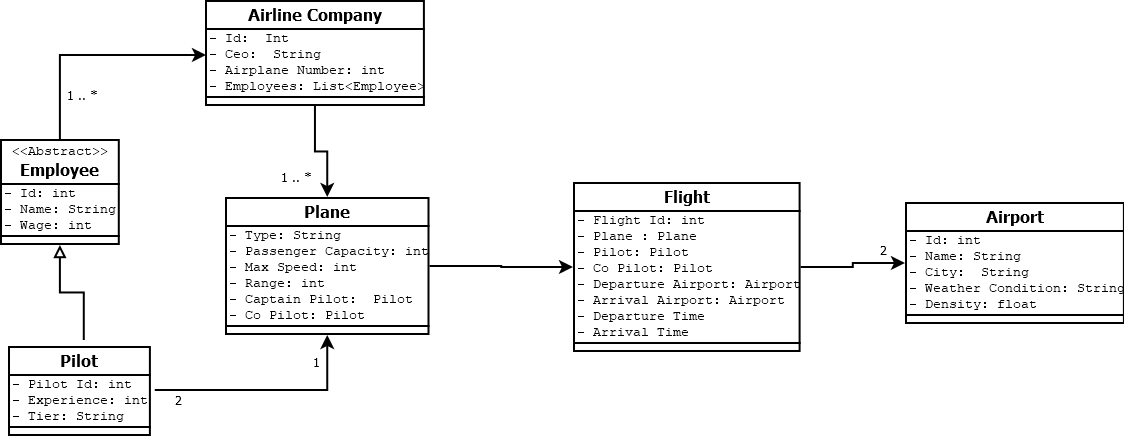 Airline Company
- Id:  Int
- Ceo:  String
- Airplane Number: int
- Employees: List<Employee>
1 .. *
<<Abstract>>
Employee
- Id: int
- Name: String
- Wage: int
1 .. *
Plane
- Type: String
- Passenger Capacity: int
- Max Speed: int
- Range: int
- Captain Pilot:  Pilot
- Co Pilot: Pilot
Flight
- Flight Id: int
- Plane : Plane
- Pilot: Pilot
- Co Pilot: Pilot
- Departure Airport: Airport
- Arrival Airport: Airport
- Departure Time
- Arrival Time
2
Airport
- Id: int
- Name: String
- City:  String
- Weather Condition: String
- Density: float
Pilot
- Pilot Id: int
- Experience: int
- Tier: String
2
1